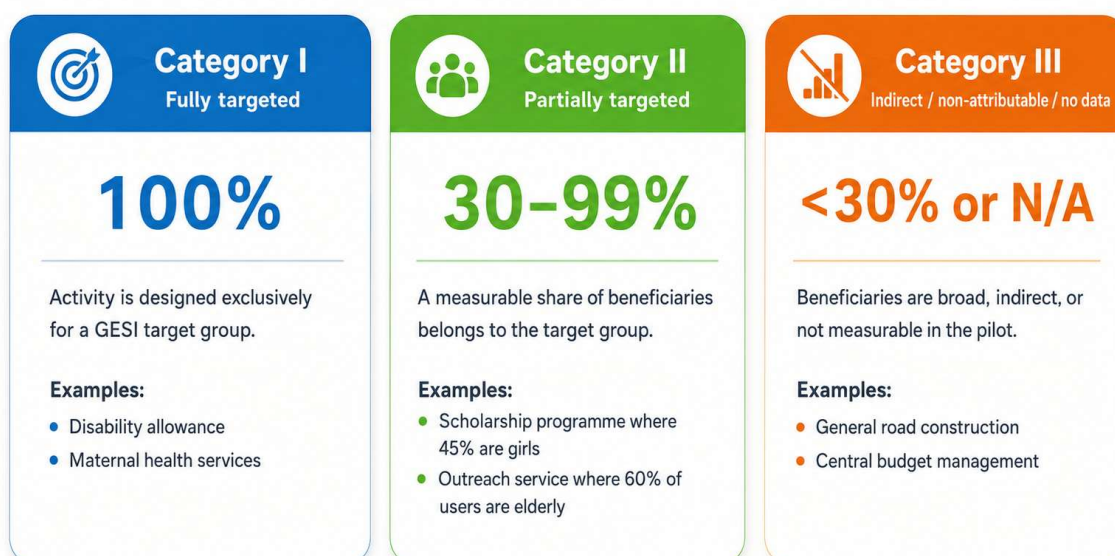 Category I
Fully targeted
100%
Activity is designed exclusively
for a GESI target group.
Examples:
• Disability allowance
• Maternal health services
Category II
Partially targeted
30–99%
A measurable share of beneficiaries
belongs to the target group.
Examples:
• Scholarship programme where
45% are girls
• Outreach service where 60% of
users are elderly
Category III
Indirect / non-attributable / no data
<30% or N/A
Beneficiaries are broad, indirect, or
not measurable in the pilot.
Examples:
• General road construction
• Central budget management